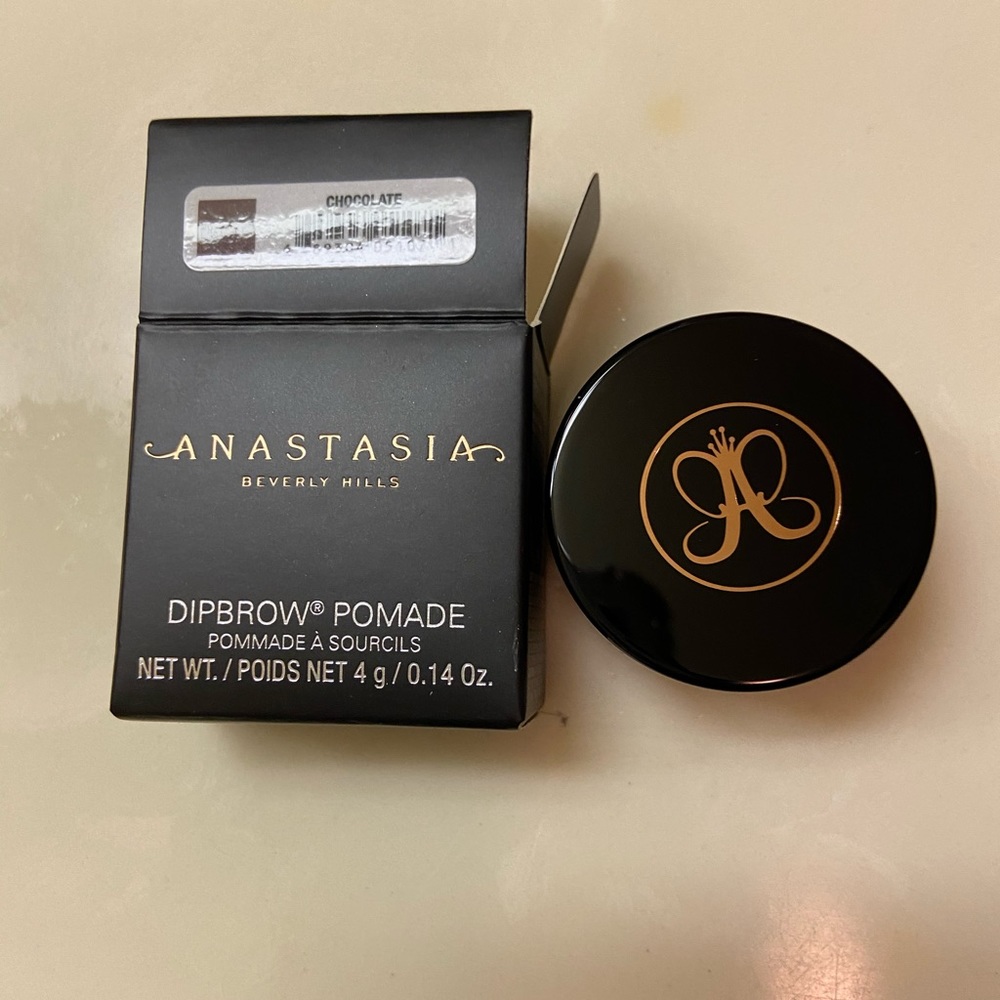 CHOCOLATE
ANASTASIA
BEVERLY HILLS
DIPBROW® POMADE
POMMADE À SOURCILS
NET WT. / POIDS NET 4 g / 0.14 Oz.
A